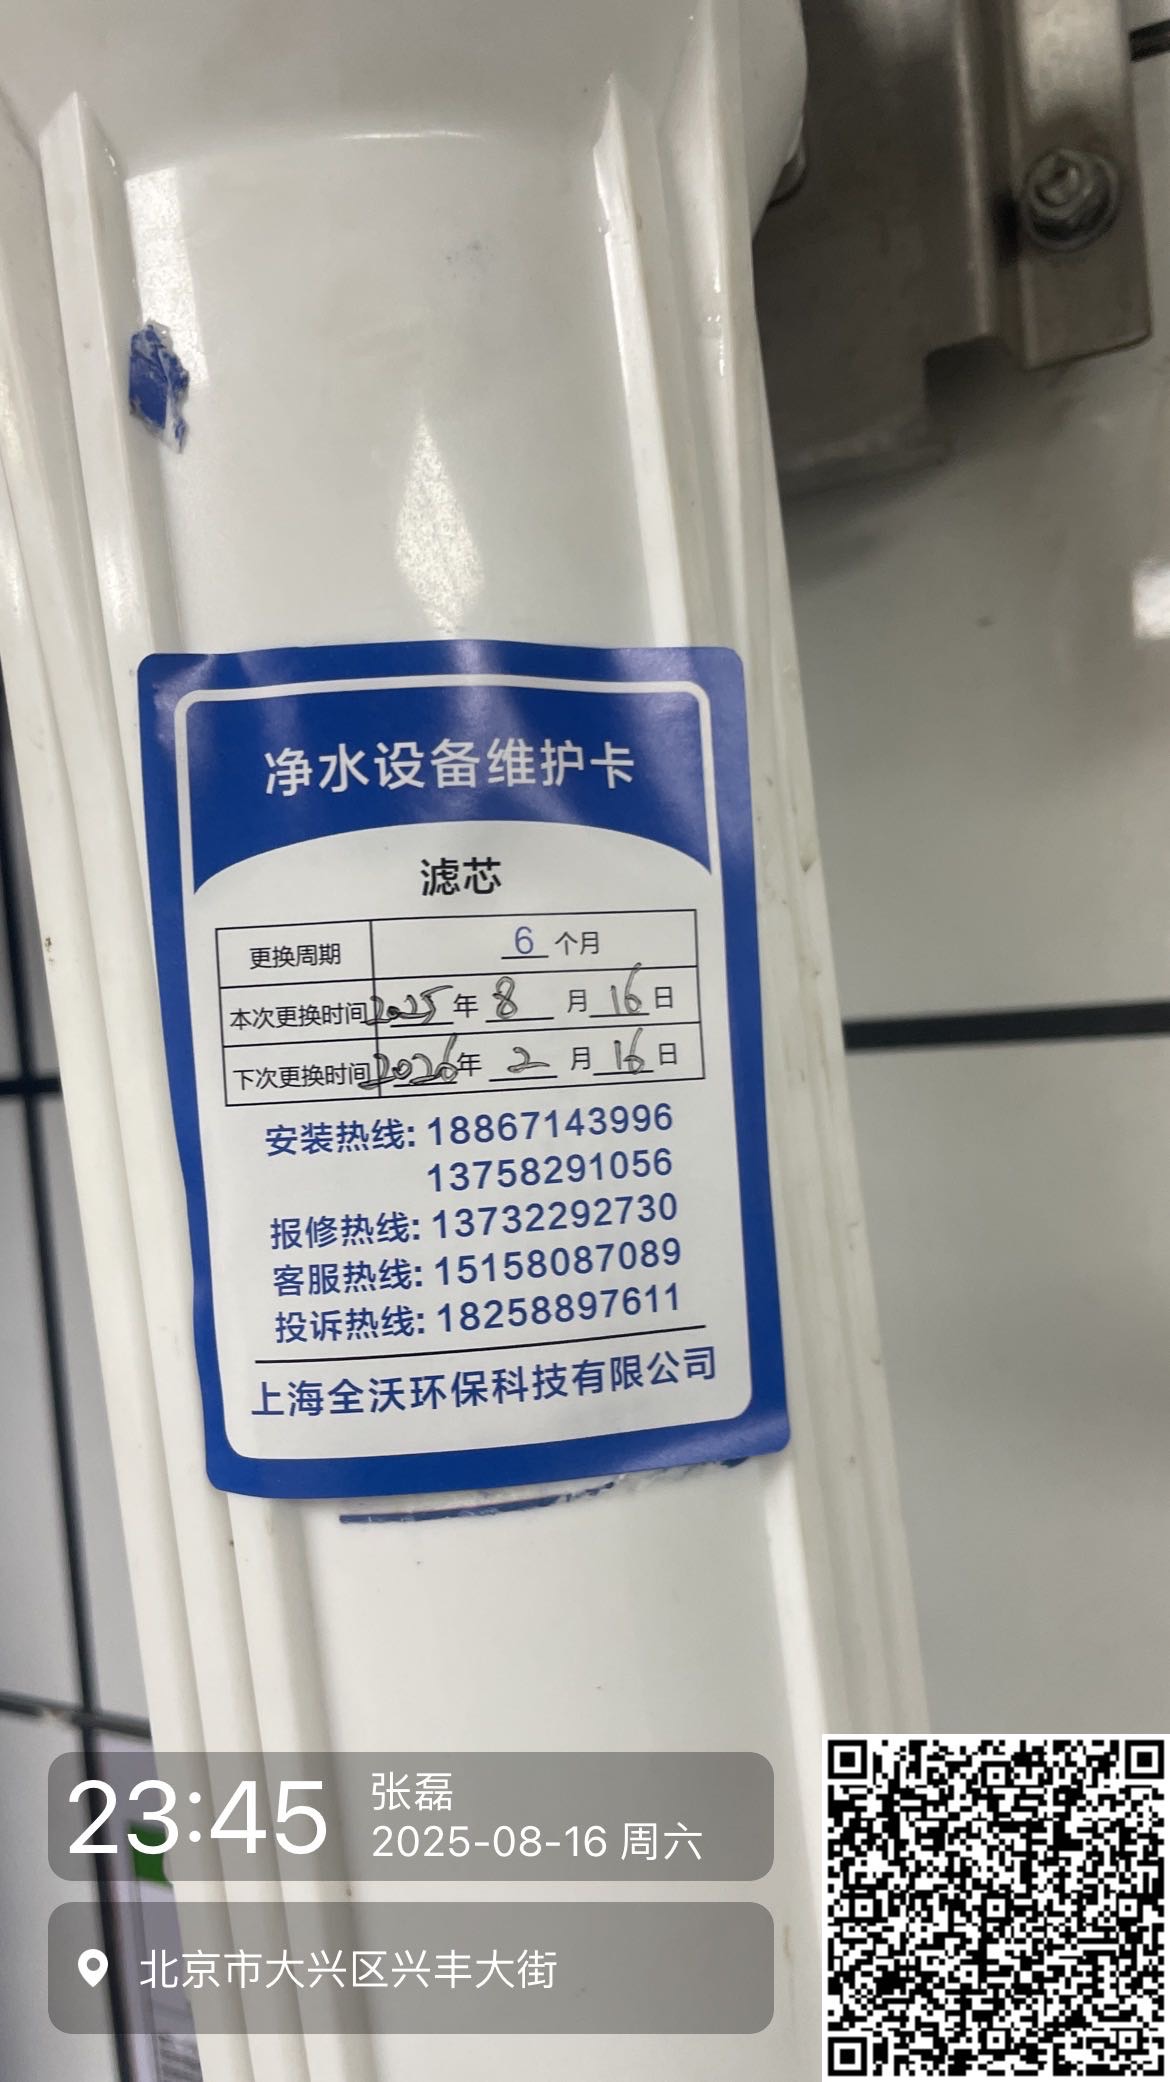 净水设备维护卡
滤芯
更换周期 6 个月
本次更换时间 2025 年 8 月 16 日
下次更换时间 2026 年 2 月 16 日
安装热线: 18867143996
13758291056
报修热线: 13732292730
客服热线: 15158087089
投诉热线: 18258897611
上海全沃环保科技有限公司
23:45
张磊
2025-08-16 周六
北京市大兴区兴丰大街